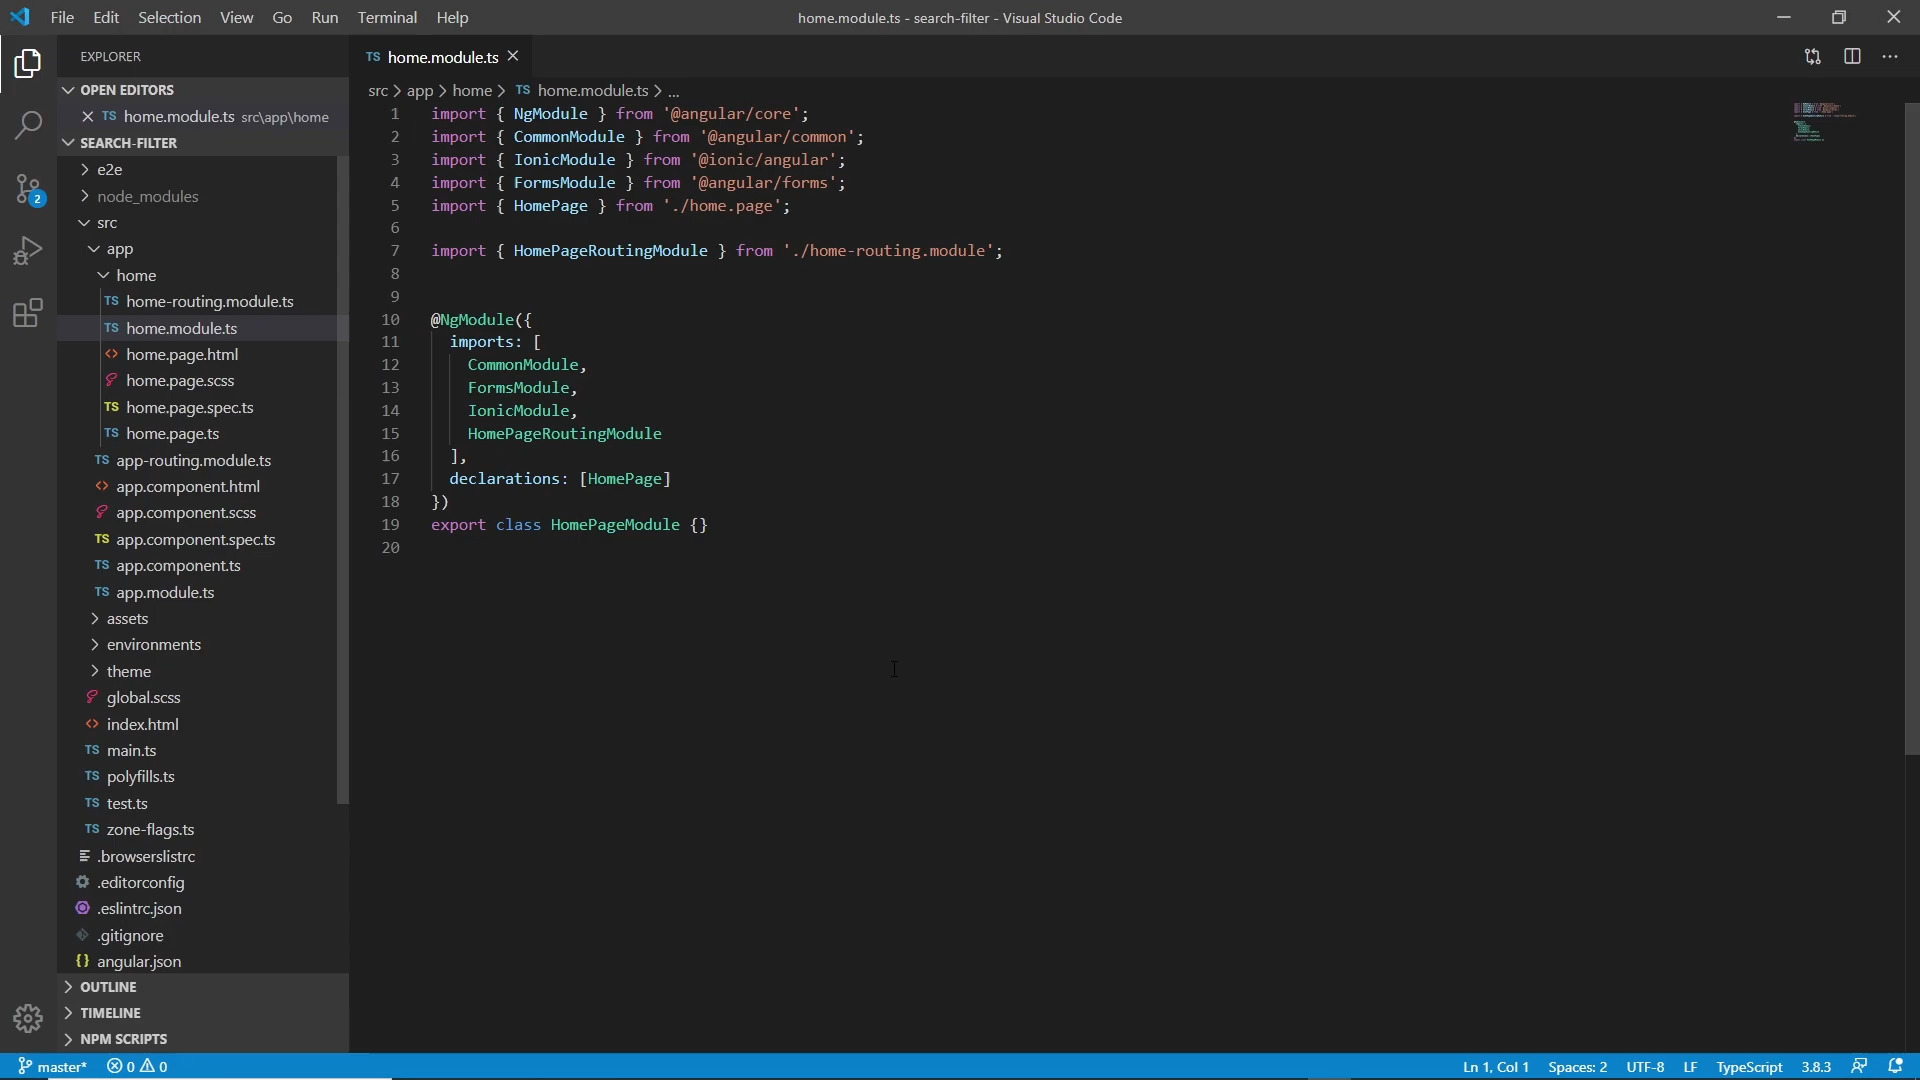 File Edit Selection View Go Run Terminal Help
home.module.ts - search-filter - Visual Studio Code
EXPLORER
OPEN EDITORS
TS home.module.ts src\app\home
SEARCH-FILTER
e2e
node_modules
src
app
home
TS home-routing.module.ts
TS home.module.ts
<> home.page.html
home.page.scss
TS home.page.spec.ts
TS home.page.ts
TS app-routing.module.ts
<> app.component.html
app.component.scss
TS app.component.spec.ts
TS app.component.ts
TS app.module.ts
assets
environments
theme
global.scss
<> index.html
TS main.ts
TS polyfills.ts
TS test.ts
TS zone-flags.ts
.browserslistrc
.editorconfig
.eslintrc.json
.gitignore
{} angular.json
OUTLINE
TIMELINE
NPM SCRIPTS
2
TS home.module.ts
src > app > home > TS home.module.ts > ...
1 import { NgModule } from '@angular/core';
2 import { CommonModule } from '@angular/common';
3 import { IonicModule } from '@ionic/angular';
4 import { FormsModule } from '@angular/forms';
5 import { HomePage } from './home.page';
6
7 import { HomePageRoutingModule } from './home-routing.module';
8
9
10 @NgModule({
11   imports: [
12     CommonModule,
13     FormsModule,
14     IonicModule,
15     HomePageRoutingModule
16   ],
17   declarations: [HomePage]
18 })
19 export class HomePageModule {}
20
master* 0 0
Ln 1, Col 1 Spaces: 2 UTF-8 LF TypeScript 3.8.3